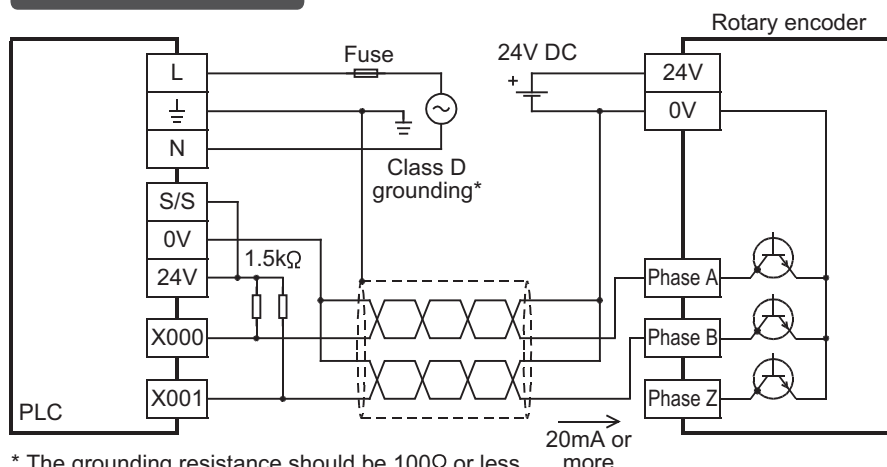 Rotary encoder
Fuse
24V DC
+
L
N
24V
0V
Class D
grounding*
S/S
0V
1.5kΩ
24V
Phase A
X000
Phase B
X001
Phase Z
PLC
20mA or
more
* The grounding resistance should be 100Ω or less.